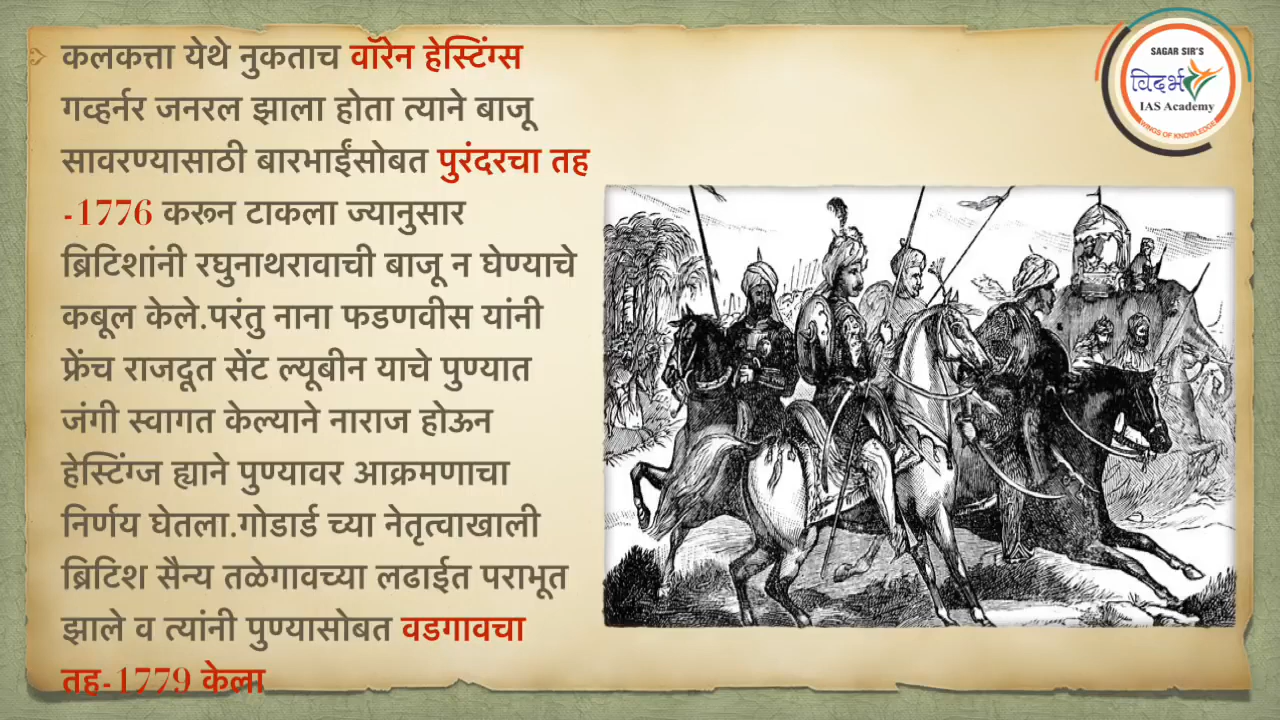 कलकत्ता येथे नुकताच वॉरेन हेस्टिंग्स
गव्हर्नर जनरल झाला होता त्याने बाजू
सावरण्यासाठी बारभाईंसोबत पुरंदरचा तह
-1776 करून टाकला ज्यानुसार
ब्रिटिशांनी रघुनाथरावाची बाजू न घेण्याचे
कबूल केले.परंतु नाना फडणवीस यांनी
फ्रेंच राजदूत सेंट ल्यूबीन याचे पुण्यात
जंगी स्वागत केल्याने नाराज होऊन
हेस्टिंग्ज ह्याने पुण्यावर आक्रमणाचा
निर्णय घेतला.गोडार्ड च्या नेतृत्वाखाली
ब्रिटिश सैन्य तळेगावच्या लढाईत पराभूत
झाले व त्यांनी पुण्यासोबत वडगावचा
तह-1779 केला
SAGAR SIR'S
विदर्भ
IAS Academy
WINGS OF KNOWLEDGE